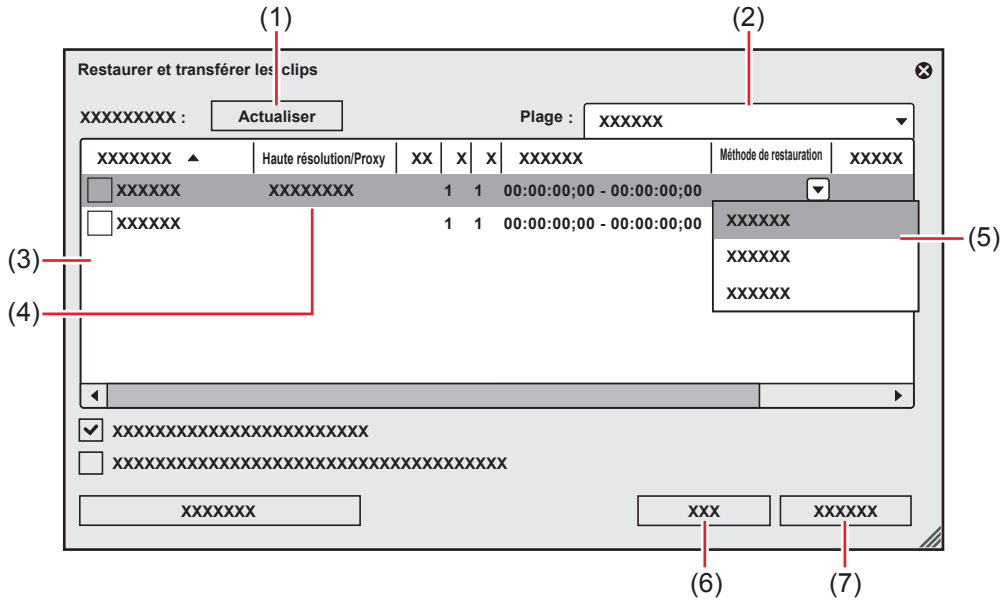 (1) (2)
Restaurer et transférer les clips
XXXXXXXXX : Actualiser Plage : XXXXXX
XXXXXXX Haute résolution/Proxy XX X X XXXXXX Méthode de restauration XXXXX
XXXXXX XXXXXXXX 1 1 00:00:00;00 - 00:00:00;00
XXXXXX 1 1 00:00:00;00 - 00:00:00;00 XXXXXX
(5)
(3) XXXXXX
(4) XXXXXX
XXXXXXXXXXXXXXXXXXXXXXXX
XXXXXXXXXXXXXXXXXXXXXXXXXXXXXXXXXXXXX
XXXXXXX XXX XXXXXX
(6) (7)